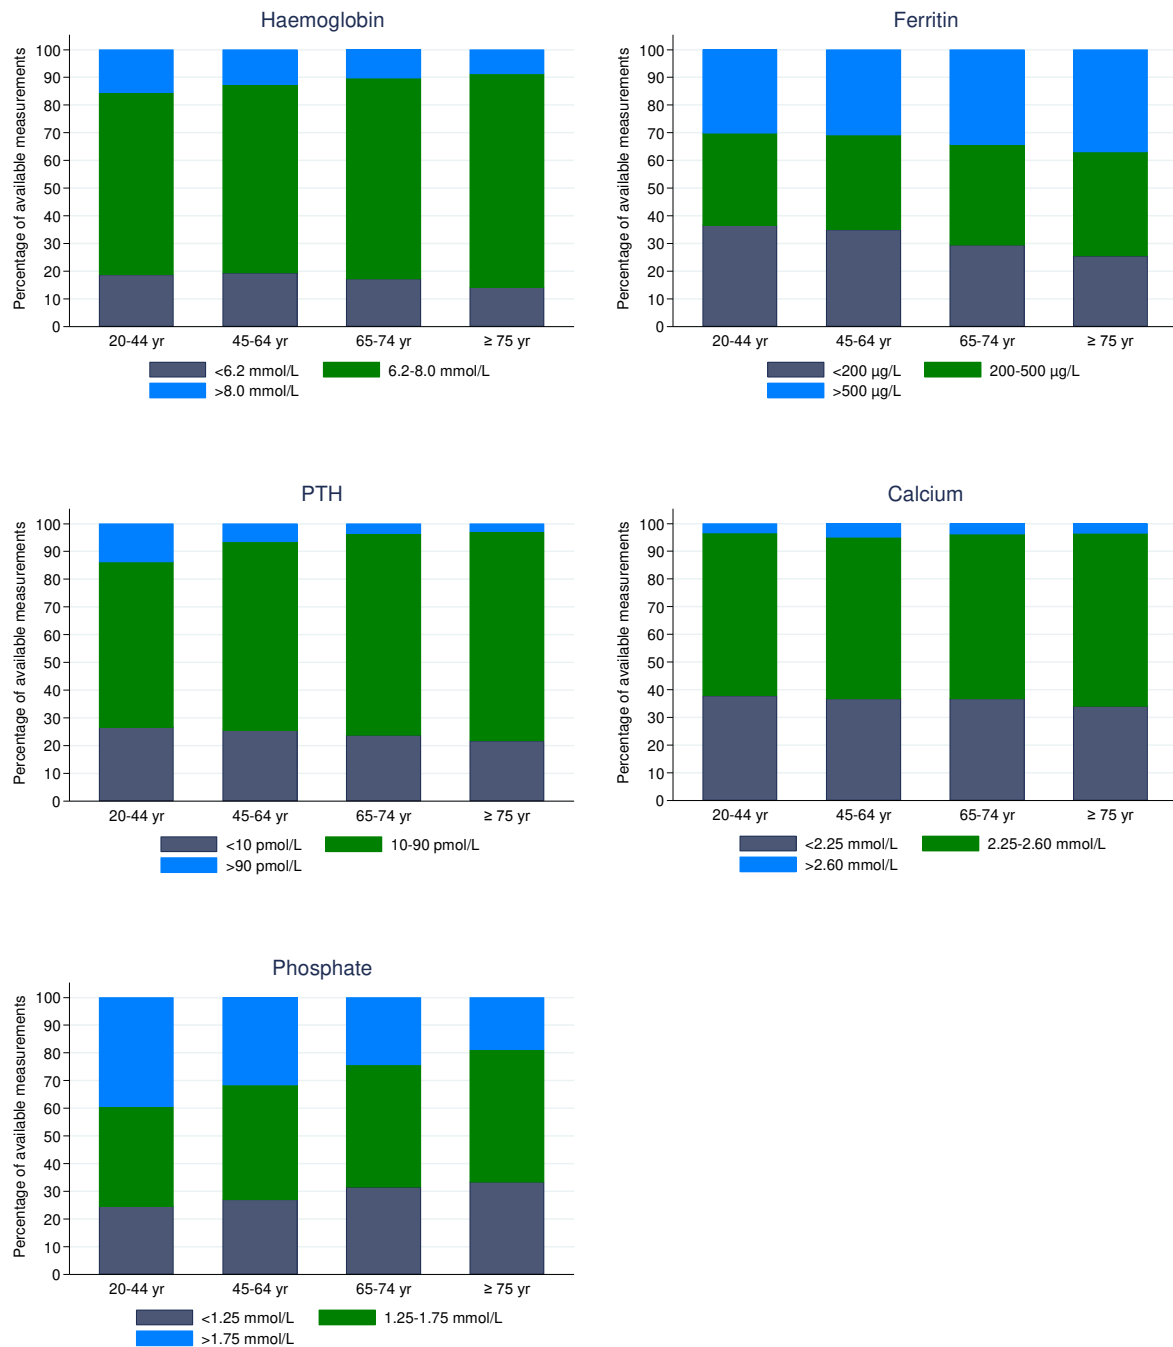 Haemoglobin
Percentage of available measurements
100
90
80
70
60
50
40
30
20
10
0
20-44 yr 45-64 yr 65-74 yr ≥ 75 yr
<6.2 mmol/L 6.2-8.0 mmol/L
>8.0 mmol/L
Ferritin
Percentage of available measurements
100
90
80
70
60
50
40
30
20
10
0
20-44 yr 45-64 yr 65-74 yr ≥ 75 yr
<200 µg/L 200-500 µg/L
>500 µg/L
PTH
Percentage of available measurements
100
90
80
70
60
50
40
30
20
10
0
20-44 yr 45-64 yr 65-74 yr ≥ 75 yr
<10 pmol/L 10-90 pmol/L
>90 pmol/L
Calcium
Percentage of available measurements
100
90
80
70
60
50
40
30
20
10
0
20-44 yr 45-64 yr 65-74 yr ≥ 75 yr
<2.25 mmol/L 2.25-2.60 mmol/L
>2.60 mmol/L
Phosphate
Percentage of available measurements
100
90
80
70
60
50
40
30
20
10
0
20-44 yr 45-64 yr 65-74 yr ≥ 75 yr
<1.25 mmol/L 1.25-1.75 mmol/L
>1.75 mmol/L